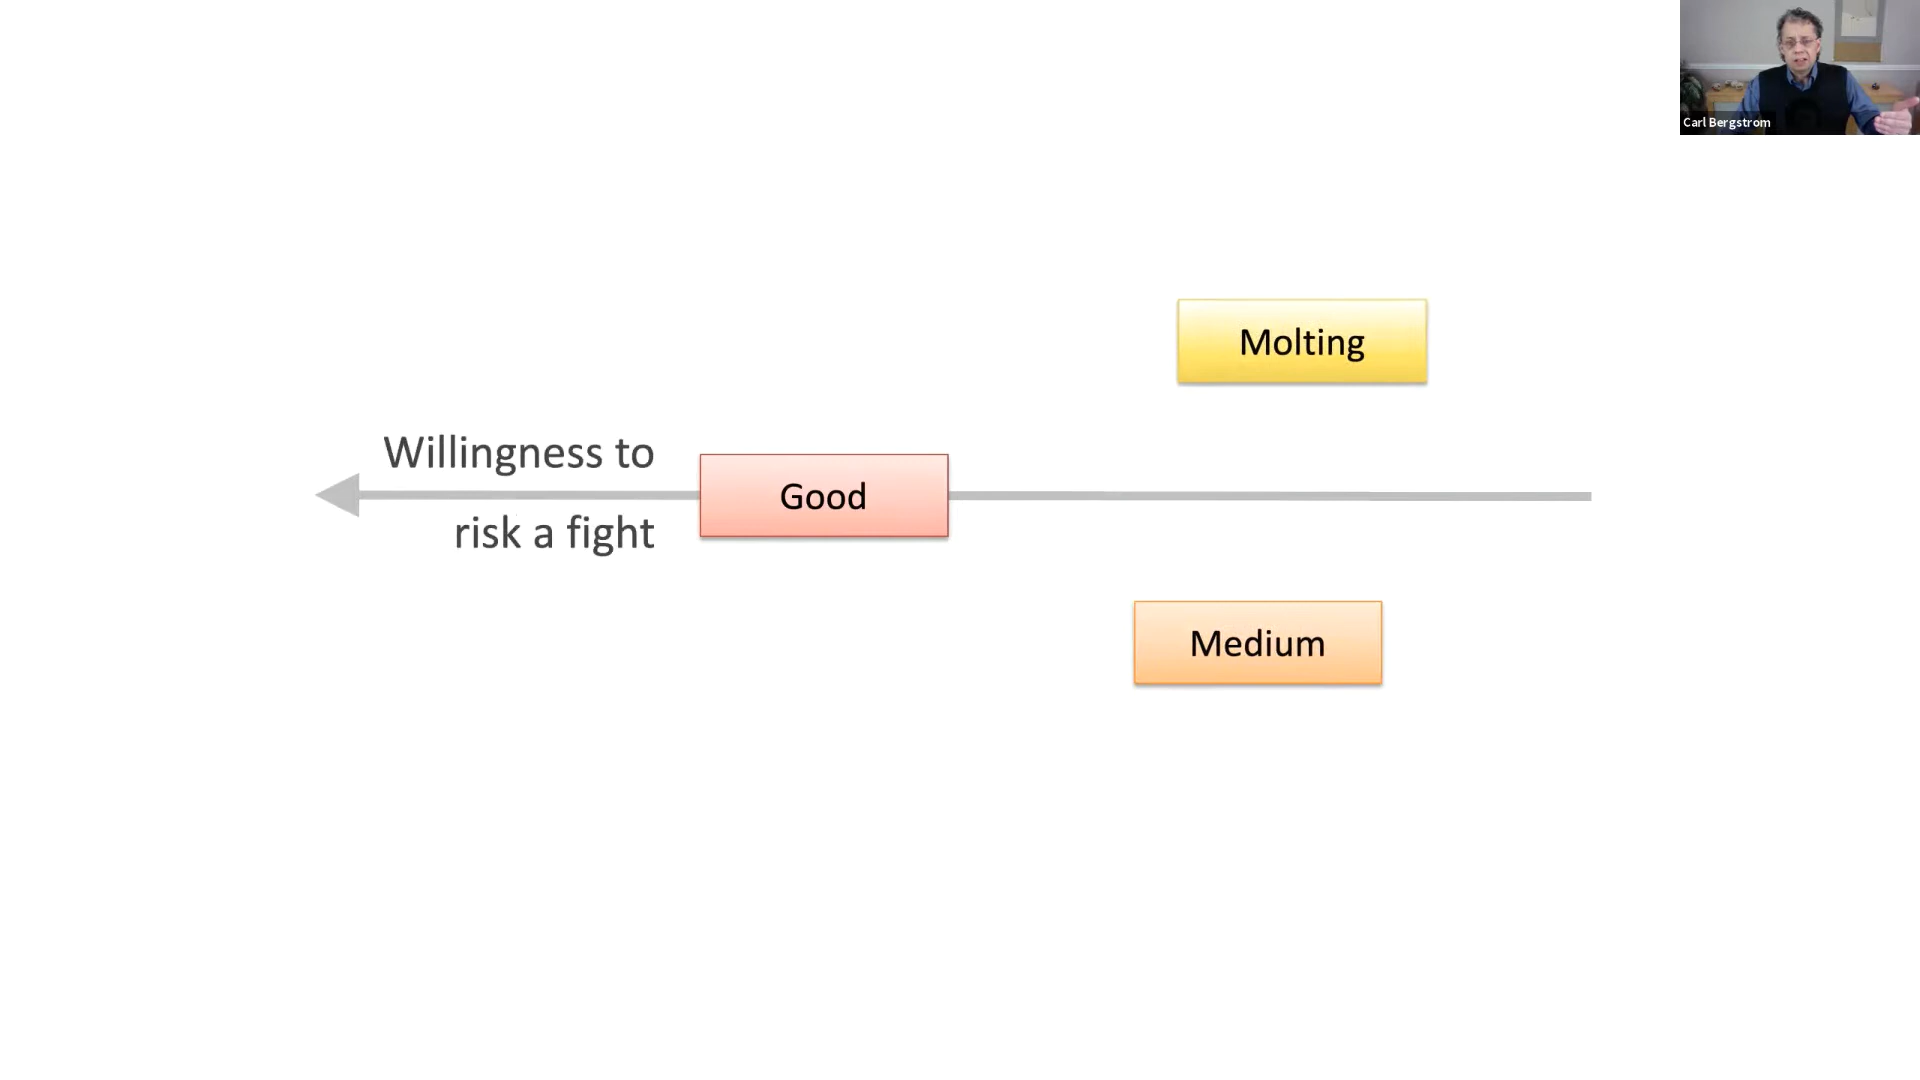 Carl Bergstrom
Molting
Willingness to
risk a fight
Good
Medium